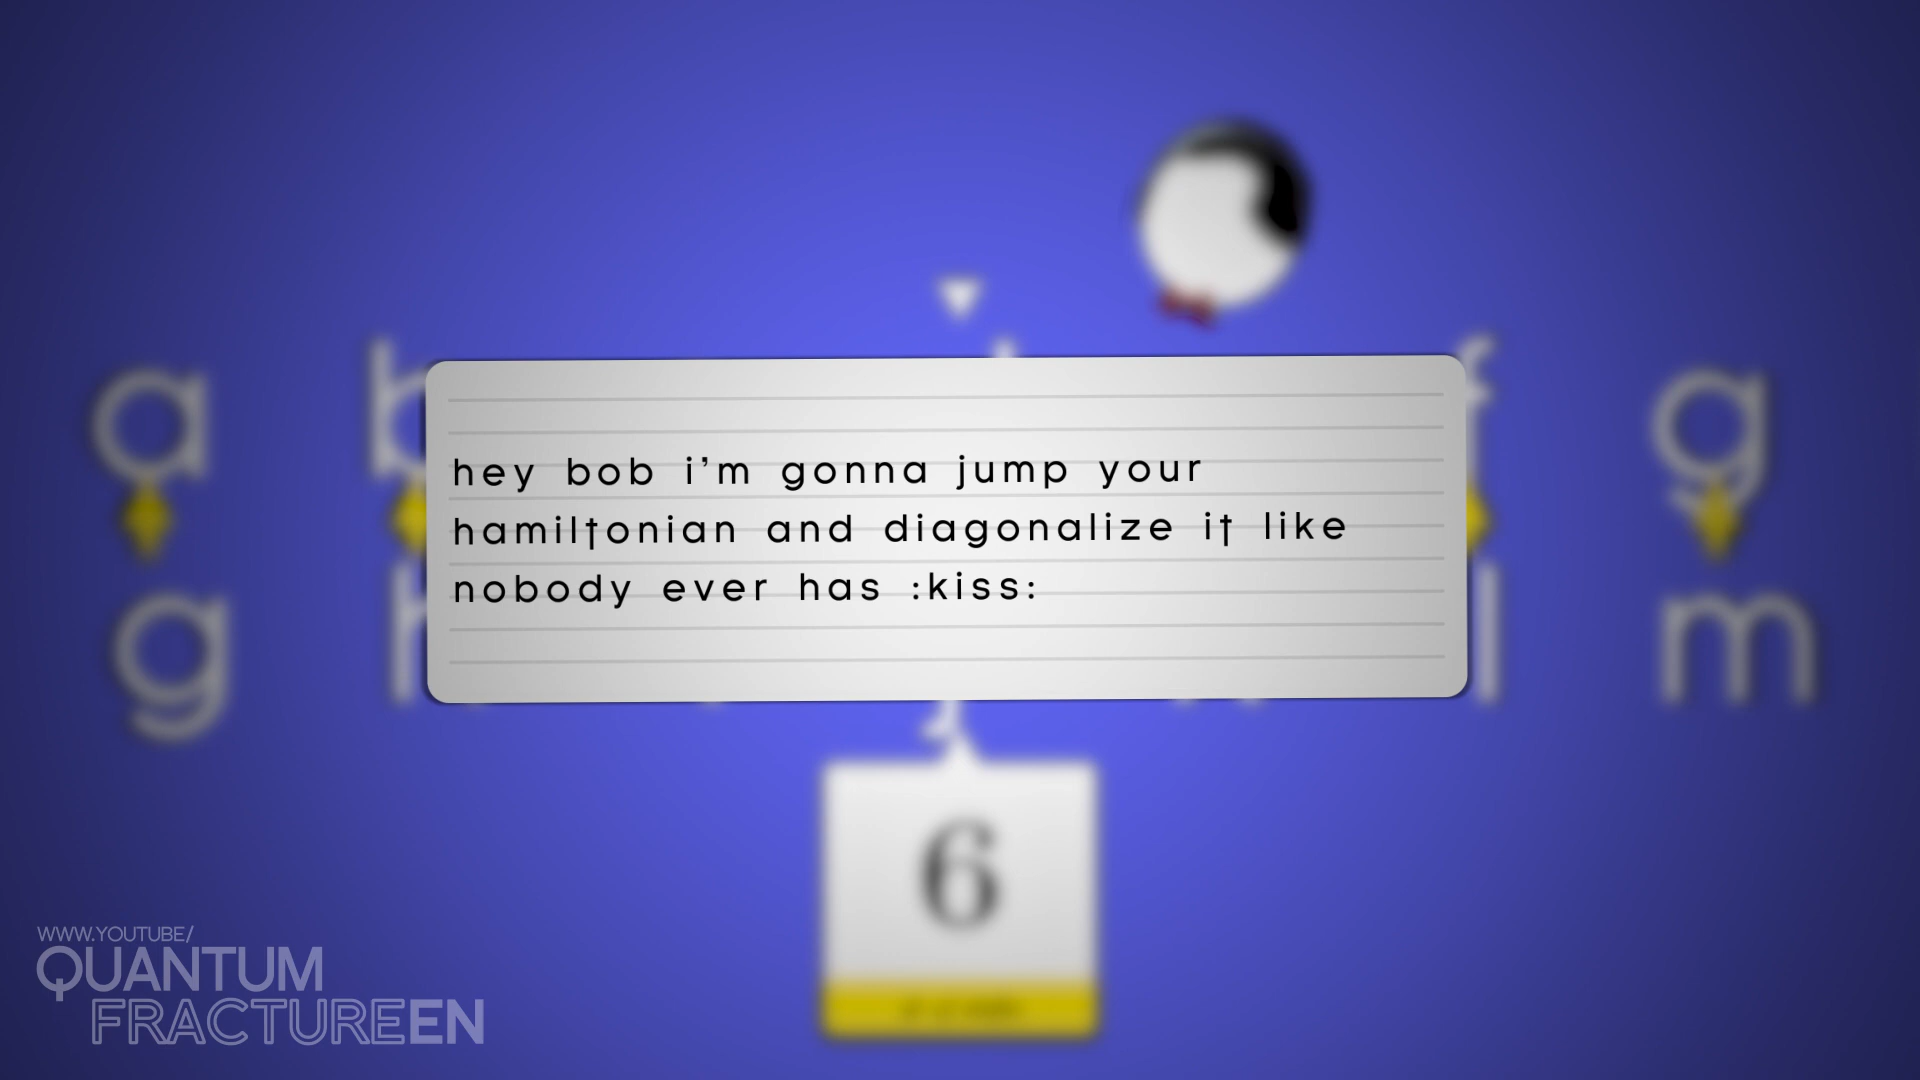 a b f g
hey bob i'm gonna jump your
hamiltonian and diagonalize it like
nobody ever has :kiss:
g h l m
6
WWW.YOUTUBE/
QUANTUM
FRACTUREEN